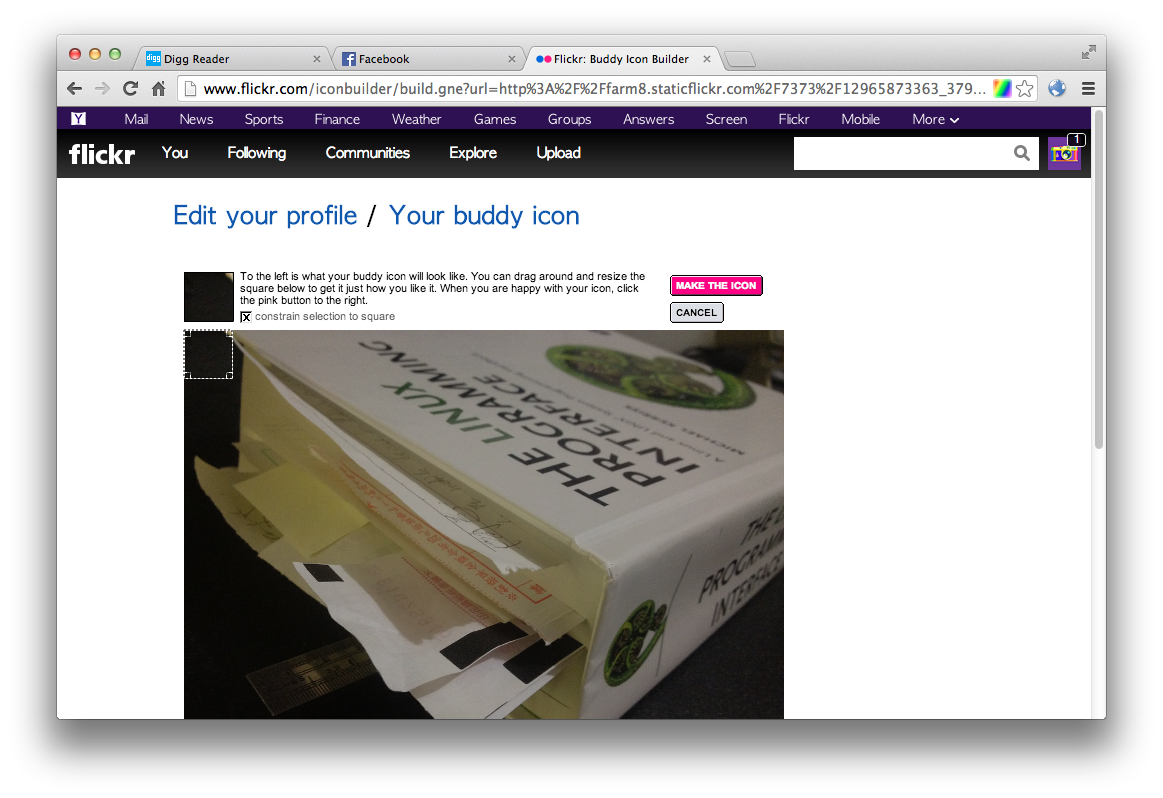 Digg Reader
Facebook
Flickr: Buddy Icon Builder
www.flickr.com/iconbuilder/build.gne?url=http%3A%2F%2Ffarm8.staticflickr.com%2F7373%2F12965873363_379...
Y Mail News Sports Finance Weather Games Groups Answers Screen Flickr Mobile More
flickr You Following Communities Explore Upload
1
Edit your profile / Your buddy icon
To the left is what your buddy icon will look like. You can drag around and resize the
square below to get it just how you like it. When you are happy with your icon, click
the pink button to the right.
constrain selection to square
MAKE THE ICON
CANCEL
THE LINUX
PROGRAMMING
INTERFACE
MICHAEL KERRISK
THE
PROGRAMM
INTERFACE